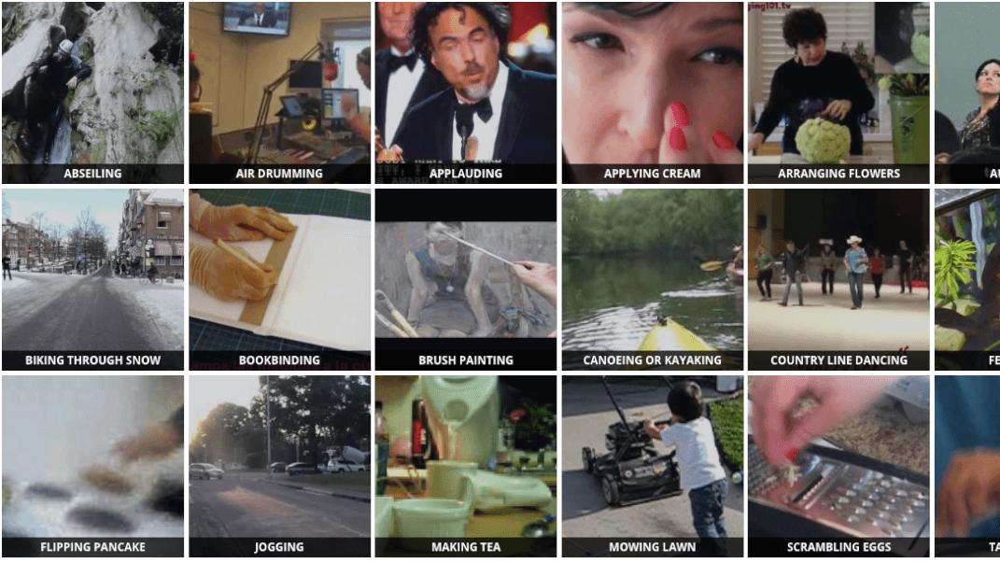 ging101.tv
ABSEILING
AIR DRUMMING
APPLAUDING
APPLYING CREAM
ARRANGING FLOWERS
AU
BIKING THROUGH SNOW
BOOKBINDING
BRUSH PAINTING
CANOEING OR KAYAKING
COUNTRY LINE DANCING
FE
FLIPPING PANCAKE
JOGGING
MAKING TEA
MOWING LAWN
SCRAMBLING EGGS
TA